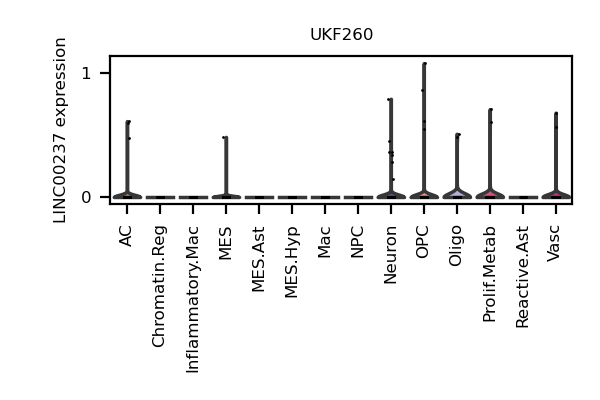 UKF260
LINC00237 expression
1
0
AC
Chromatin.Reg
Inflammatory.Mac
MES
MES.Ast
MES.Hyp
Mac
NPC
Neuron
OPC
Oligo
Prolif.Metab
Reactive.Ast
Vasc